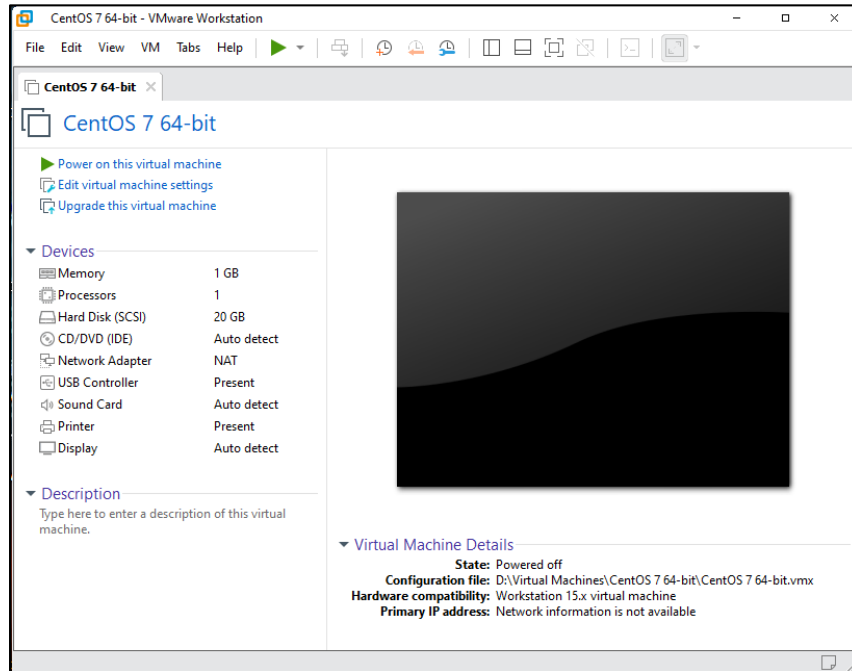 CentOS 7 64-bit - VMware Workstation
File Edit View VM Tabs Help
CentOS 7 64-bit
CentOS 7 64-bit
Power on this virtual machine
Edit virtual machine settings
Upgrade this virtual machine
Devices
Memory 1 GB
Processors 1
Hard Disk (SCSI) 20 GB
CD/DVD (IDE) Auto detect
Network Adapter NAT
USB Controller Present
Sound Card Auto detect
Printer Present
Display Auto detect
Description
Type here to enter a description of this virtual
machine.
Virtual Machine Details
State: Powered off
Configuration file: D:\Virtual Machines\CentOS 7 64-bit\CentOS 7 64-bit.vmx
Hardware compatibility: Workstation 15.x virtual machine
Primary IP address: Network information is not available